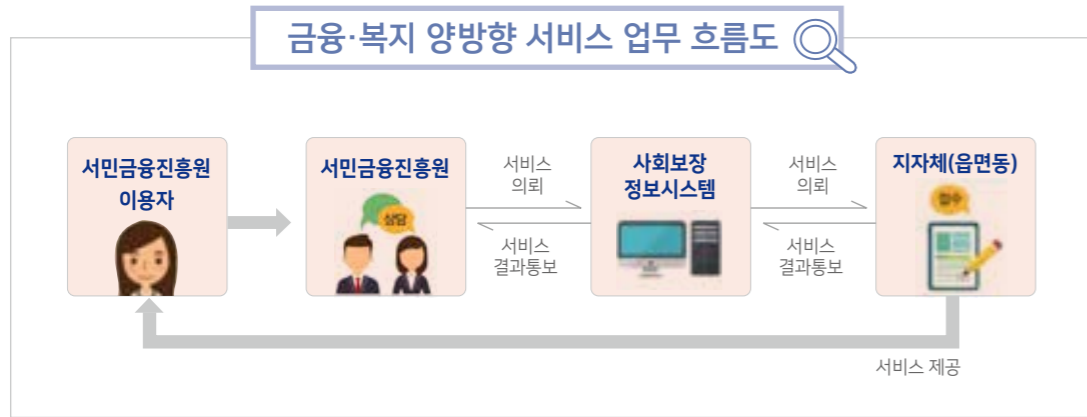 금융·복지 양방향 서비스 업무 흐름도
서민금융진흥원
이용자
서민금융진흥원
상담
서비스
의뢰
서비스
결과통보
사회보장
정보시스템
서비스
의뢰
서비스
결과통보
지자체(읍면동)
접수
서비스 제공